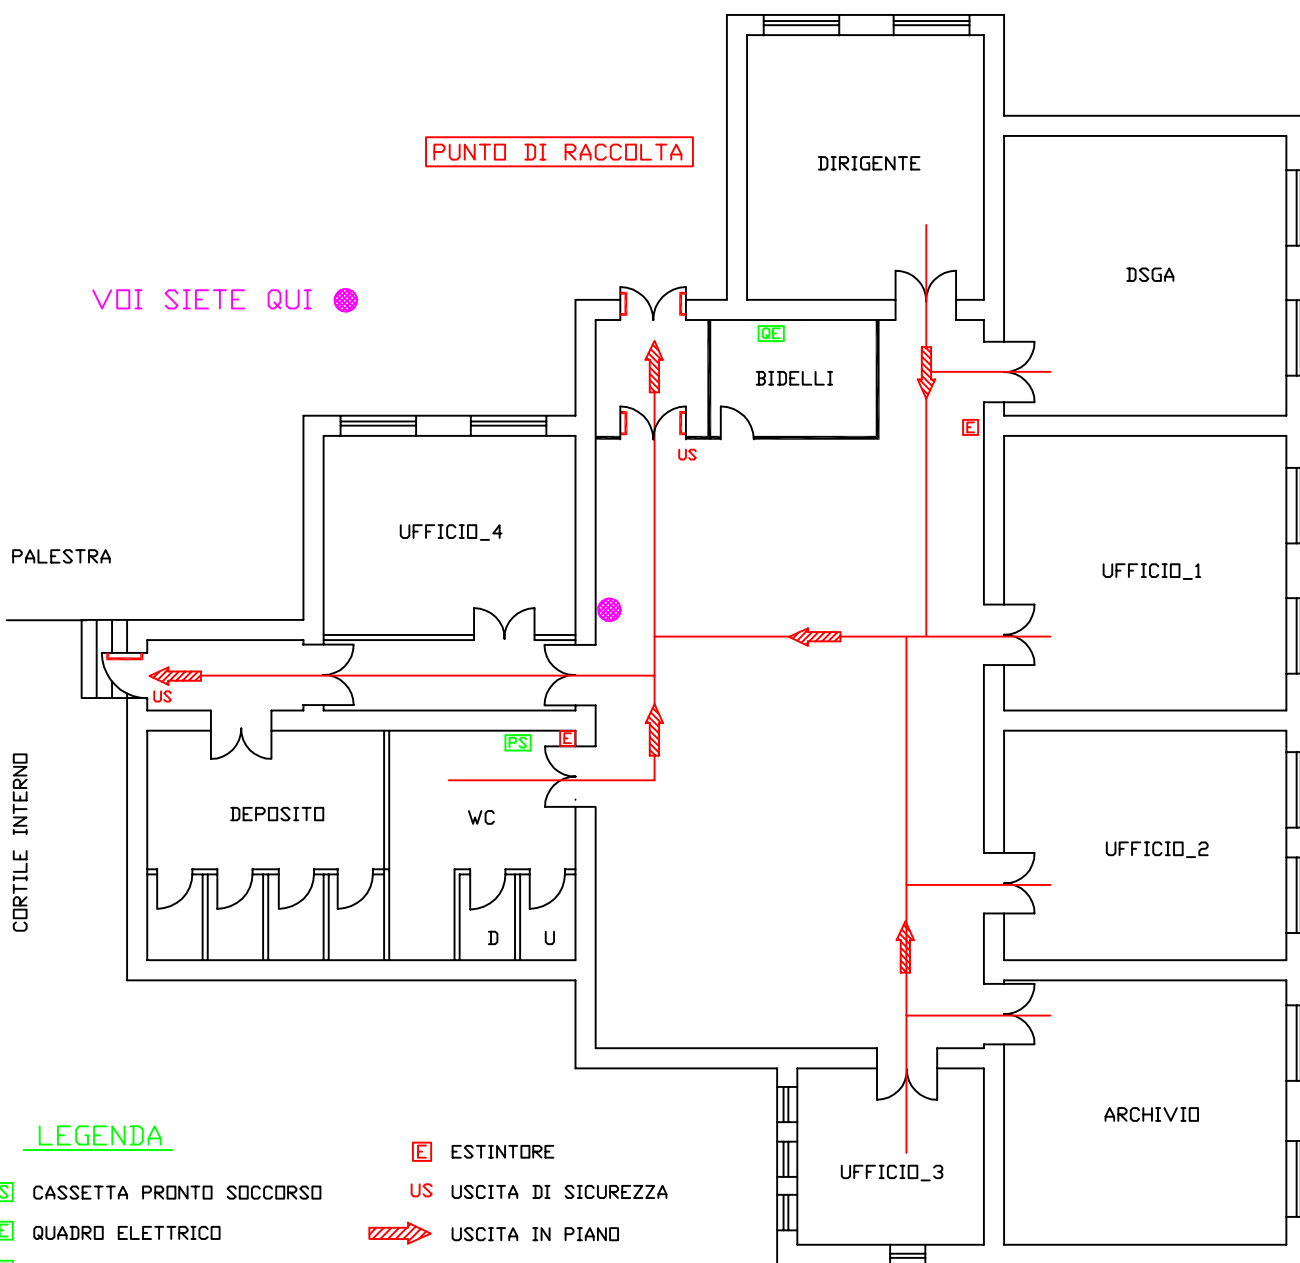 PUNTO DI RACCOLTA
DIRIGENTE
DSGA
VOI SIETE QUI
QE
BIDELLI
E
US
UFFICIO_4
PALESTRA
UFFICIO_1
US
PS
E
CORTILE INTERNO
DEPOSITO
WC
UFFICIO_2
D
U
ARCHIVIO
UFFICIO_3
LEGENDA
E ESTINTORE
S CASSETTA PRONTO SOCCORSO
US USCITA DI SICUREZZA
E QUADRO ELETTRICO
USCITA IN PIANO